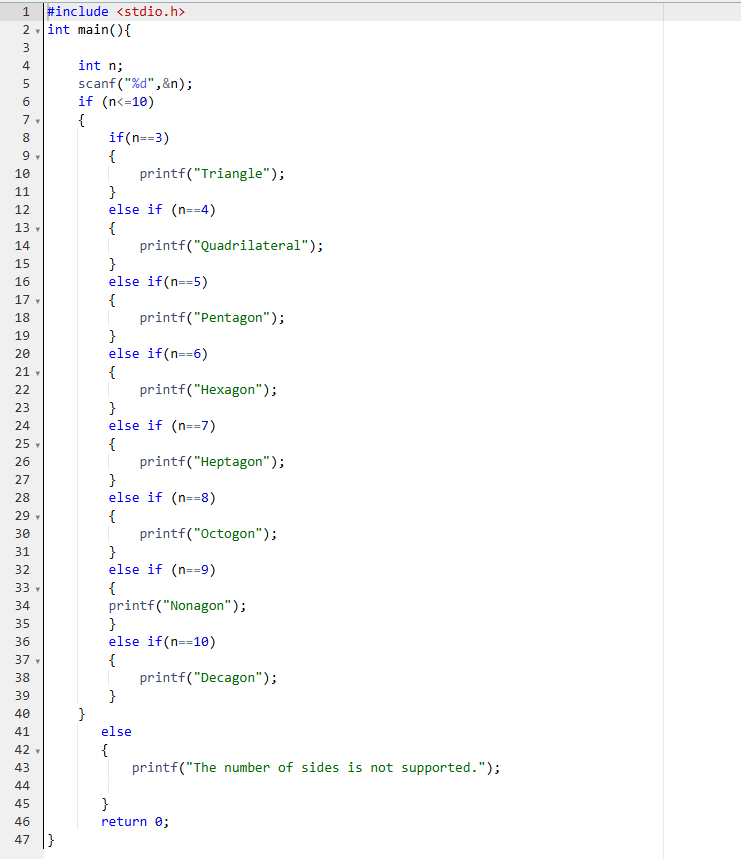 1 #include <stdio.h>
2 int main(){
3
4 int n;
5 scanf("%d",&n);
6 if (n<=10)
7 {
8 if(n==3)
9 {
10 printf("Triangle");
11 }
12 else if (n==4)
13 {
14 printf("Quadrilateral");
15 }
16 else if(n==5)
17 {
18 printf("Pentagon");
19 }
20 else if(n==6)
21 {
22 printf("Hexagon");
23 }
24 else if (n==7)
25 {
26 printf("Heptagon");
27 }
28 else if (n==8)
29 {
30 printf("Octogon");
31 }
32 else if (n==9)
33 {
34 printf("Nonagon");
35 }
36 else if(n==10)
37 {
38 printf("Decagon");
39 }
40 }
41 else
42 {
43 printf("The number of sides is not supported.");
44
45 }
46 return 0;
47 }